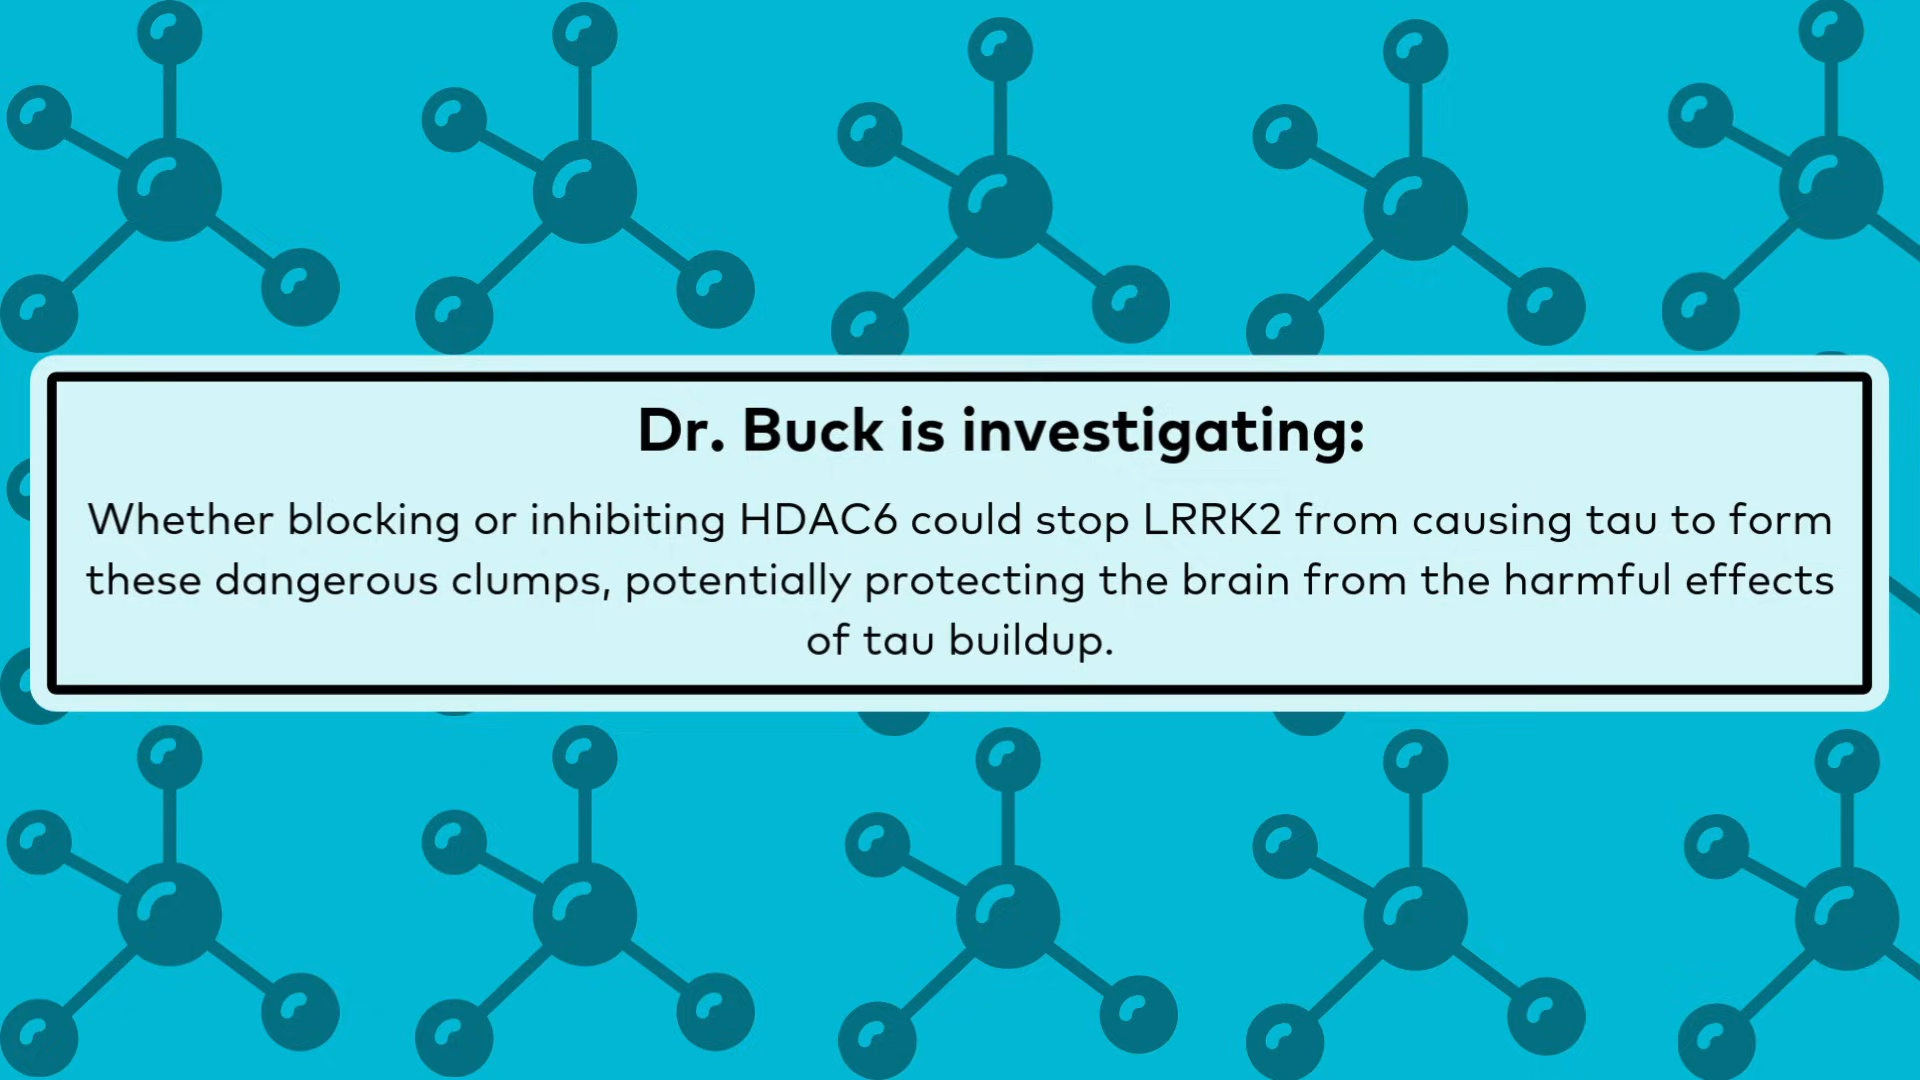 Dr. Buck is investigating:
Whether blocking or inhibiting HDAC6 could stop LRRK2 from causing tau to form
these dangerous clumps, potentially protecting the brain from the harmful effects
of tau buildup.